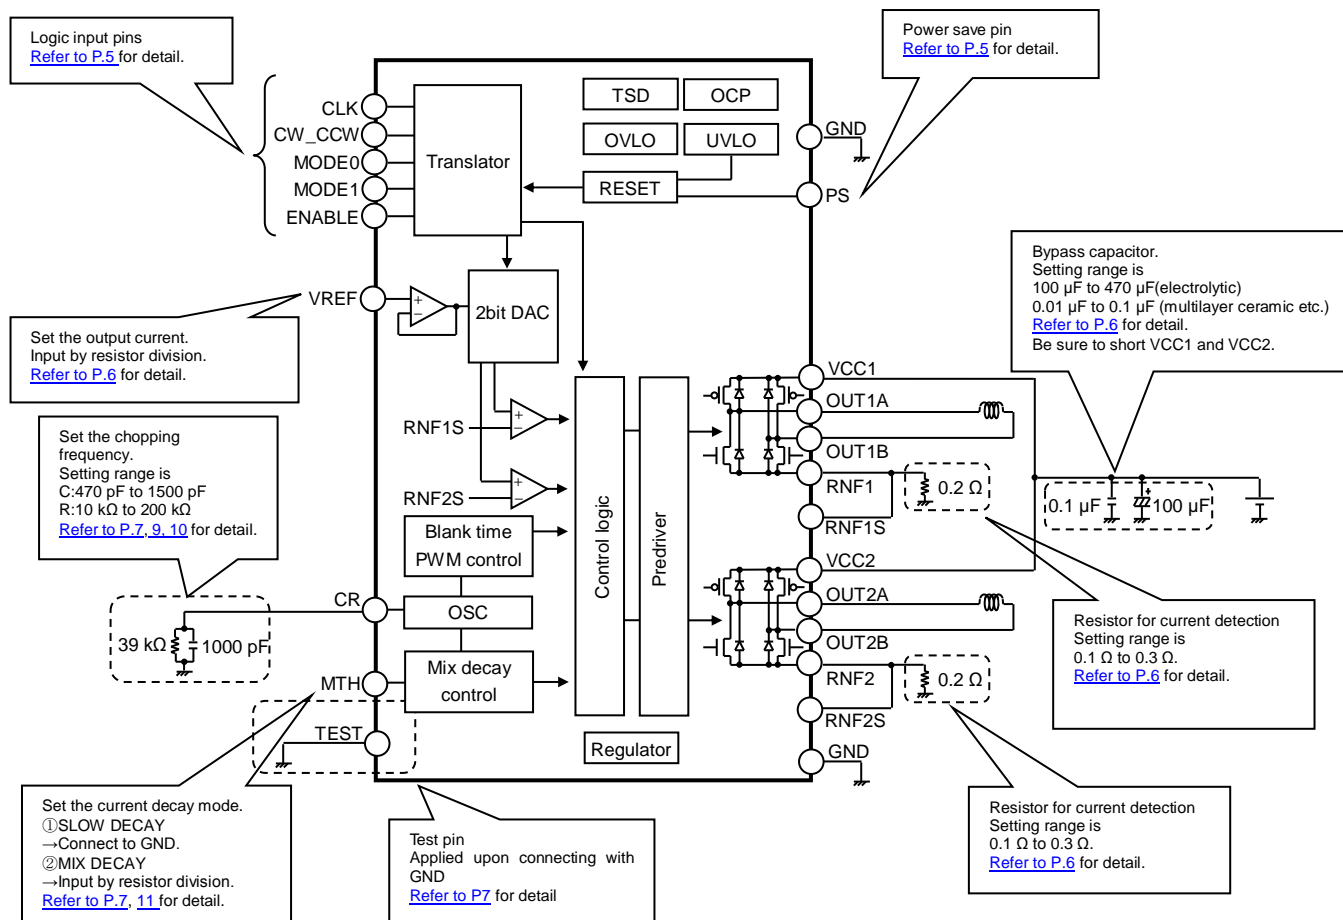 Logic input pins
Refer to P.5 for detail.
Power save pin
Refer to P.5 for detail.
CLK
CW_CCW
MODE0
MODE1
ENABLE
Translator
TSD
OCP
OVLO
UVLO
RESET
GND
PS
VREF
2bit DAC
Set the output current.
Input by resistor division.
Refer to P.6 for detail.
Bypass capacitor.
Setting range is
100 µF to 470 µF(electrolytic)
0.01 µF to 0.1 µF (multilayer ceramic etc.)
Refer to P.6 for detail.
Be sure to short VCC1 and VCC2.
Set the chopping
frequency.
Setting range is
C:470 pF to 1500 pF
R:10 kΩ to 200 kΩ
Refer to P.7, 9, 10 for detail.
+
−
RNF1S
+
−
RNF2S
+
−
Blank time
PWM control
OSC
Mix decay
control
Control logic
Predriver
Regulator
VCC1
OUT1A
OUT1B
RNF1
RNF1S
0.2 Ω
0.1 µF
+
100 µF
VCC2
OUT2A
OUT2B
RNF2
RNF2S
0.2 Ω
GND
CR
39 kΩ
1000 pF
MTH
TEST
Resistor for current detection
Setting range is
0.1 Ω to 0.3 Ω.
Refer to P.6 for detail.
Set the current decay mode.
①SLOW DECAY
→Connect to GND.
②MIX DECAY
→Input by resistor division.
Refer to P.7, 11 for detail.
Test pin
Applied upon connecting with
GND
Refer to P7 for detail
Resistor for current detection
Setting range is
0.1 Ω to 0.3 Ω.
Refer to P.6 for detail.